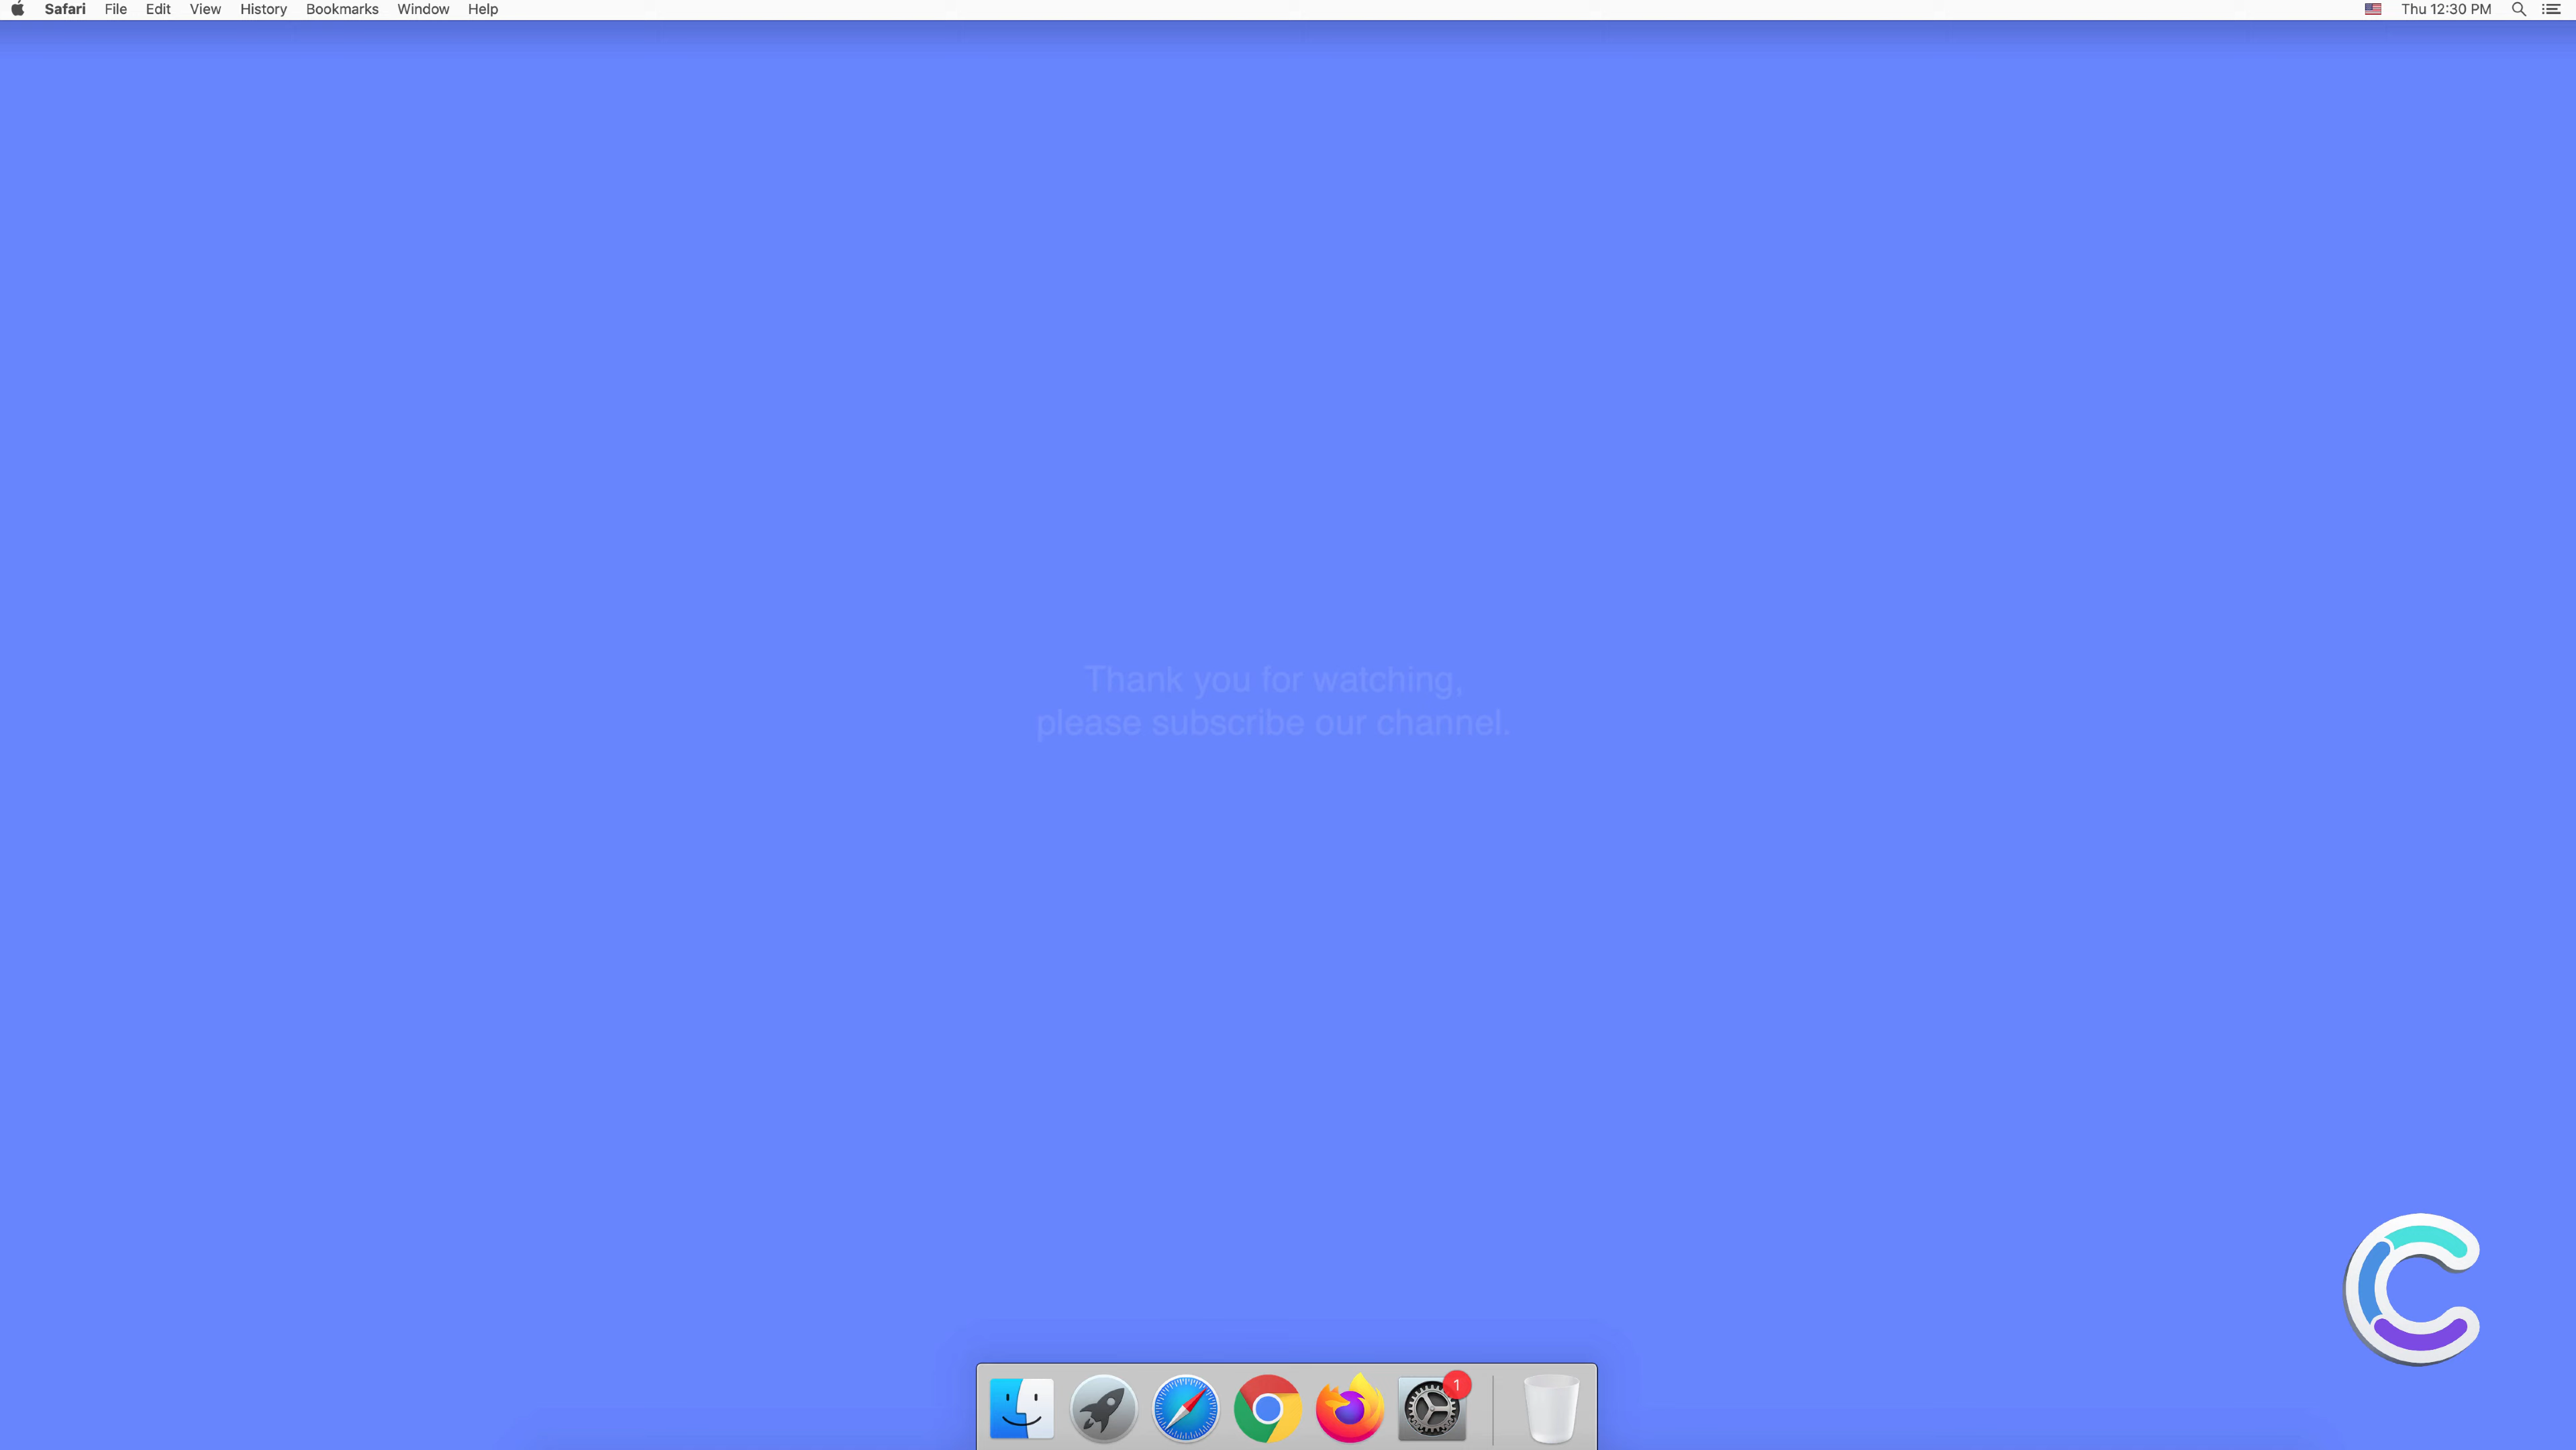 Safari File Edit View History Bookmarks Window Help Thu 12:30 PM
Thank you for watching,
please subscribe our channel.
1